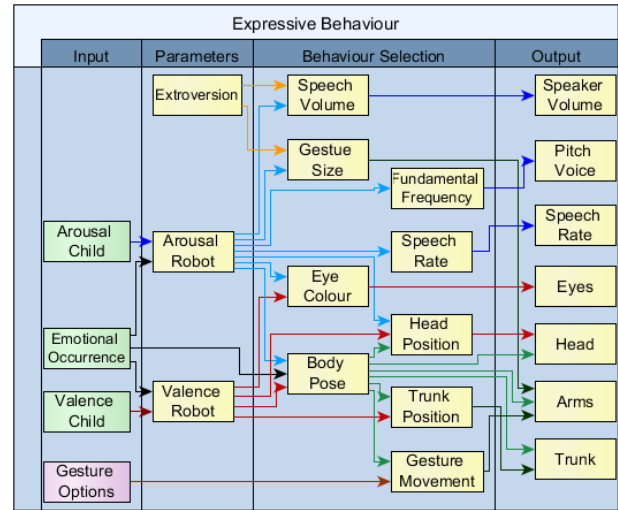 Expressive Behaviour
Input
Parameters
Behaviour Selection
Output
Extroversion
Speech
Volume
Speaker
Volume
Gestue
Size
Pitch
Voice
Fundamental
Frequency
Arousal
Child
Arousal
Robot
Speech
Rate
Speech
Rate
Eye
Colour
Eyes
Emotional
Occurrence
Head
Position
Head
Body
Pose
Valence
Child
Valence
Robot
Trunk
Position
Arms
Gesture
Options
Gesture
Movement
Trunk